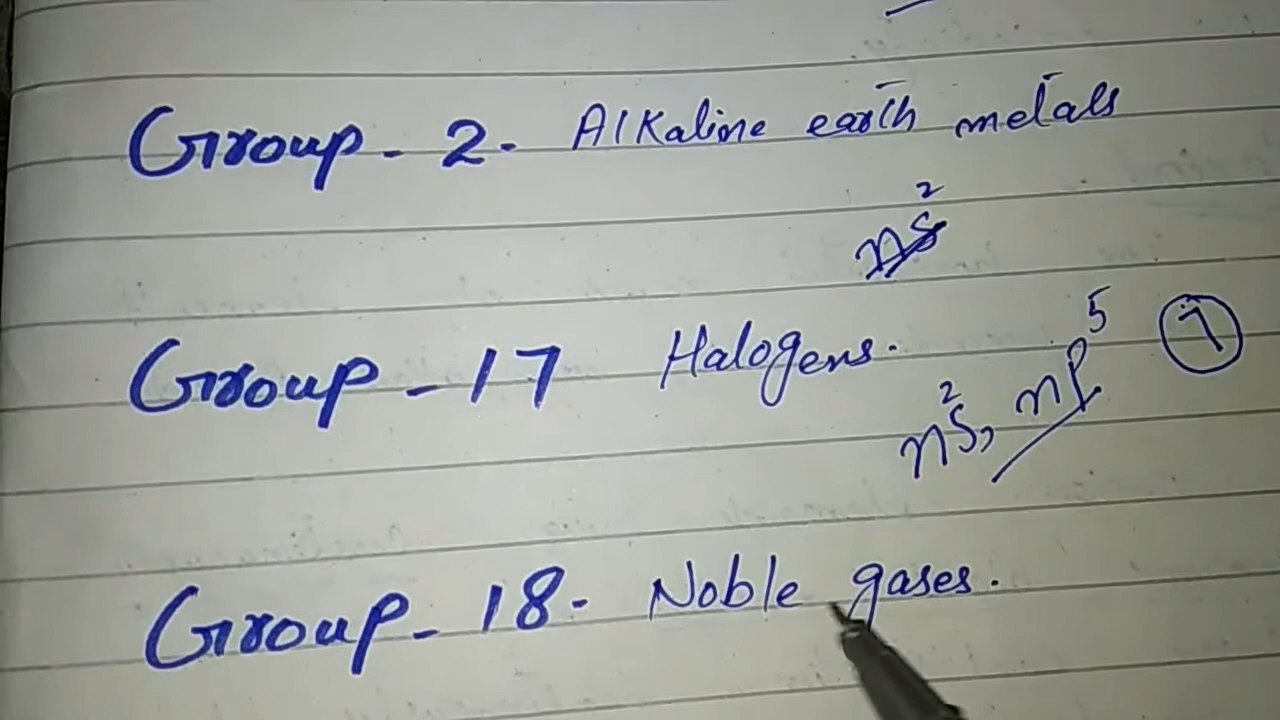 Group - 2. Alkaline earth metals
ns²
Group - 17 Halogens.
ns², np⁵ 7
Group - 18. Noble gases.